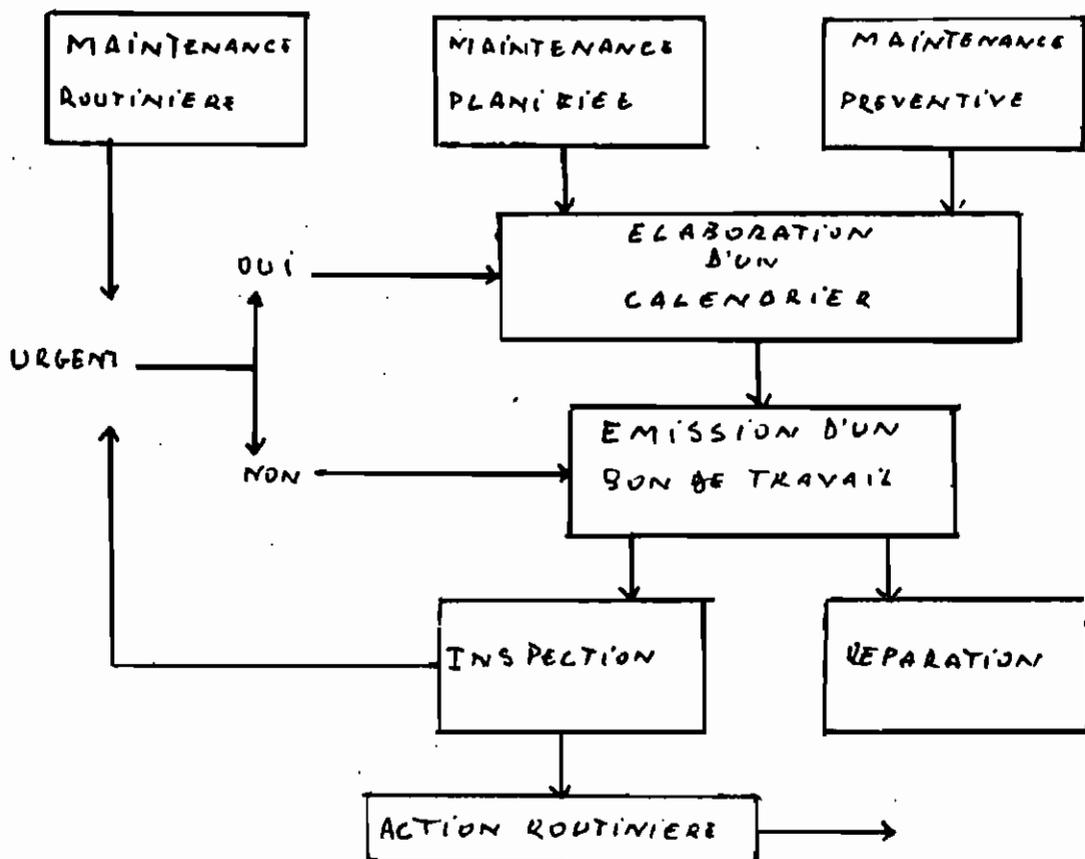 MAINTENANCE
ROUTINIERE
MAINTENANCE
PLANIFIEE
MAINTENANCE
PREVENTIVE
ELABORATION
D'UN
CALENDRIER
OUI
URGENT
NON
EMISSION D'UN
BON DE TRAVAIL
INSPECTION
REPARATION
ACTION ROUTINIERE